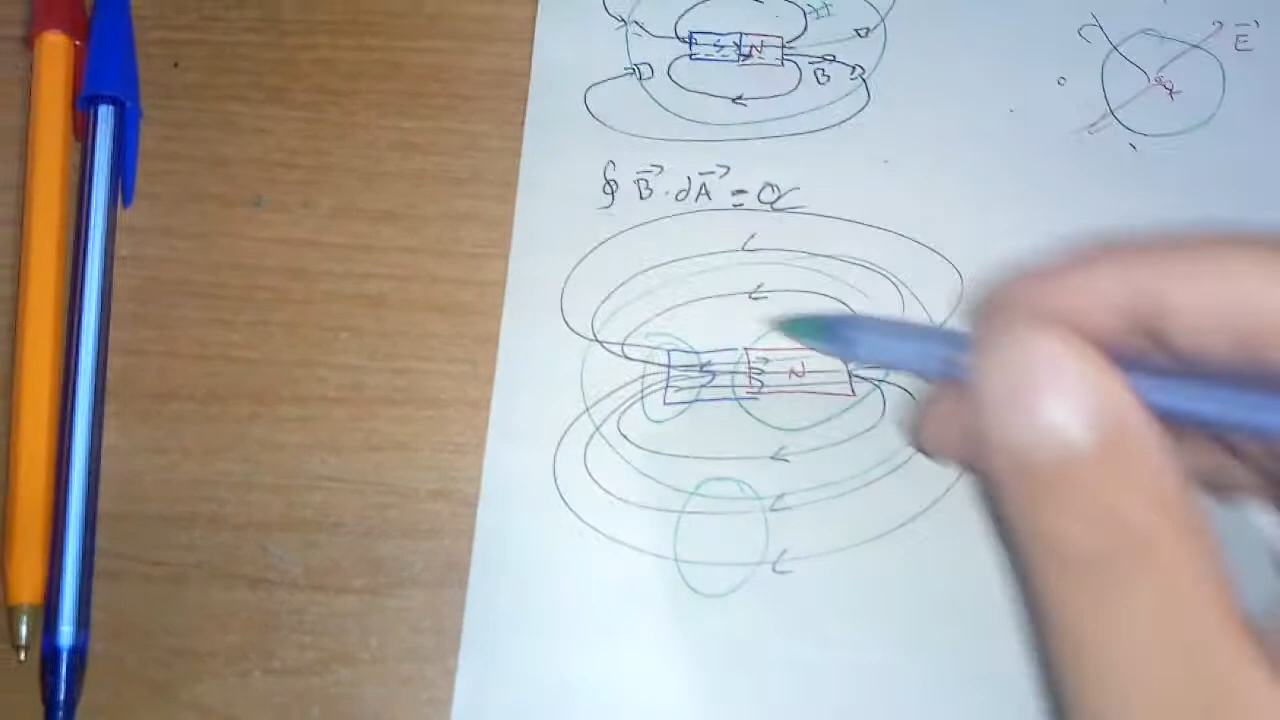 S N
B
E
∮ B⃗ · dA⃗ = 0
S N